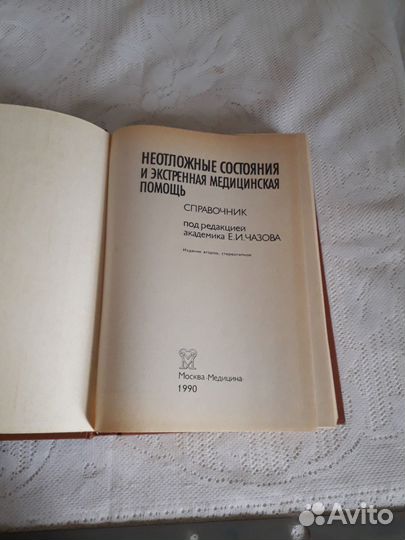 НЕОТЛОЖНЫЕ СОСТОЯНИЯ
И ЭКСТРЕННАЯ МЕДИЦИНСКАЯ
ПОМОЩЬ
СПРАВОЧНИК
под редакцией
академика Е.И.ЧАЗОВА
Издание второе, стереотипное
Москва ·Медицина·
1990
Avito